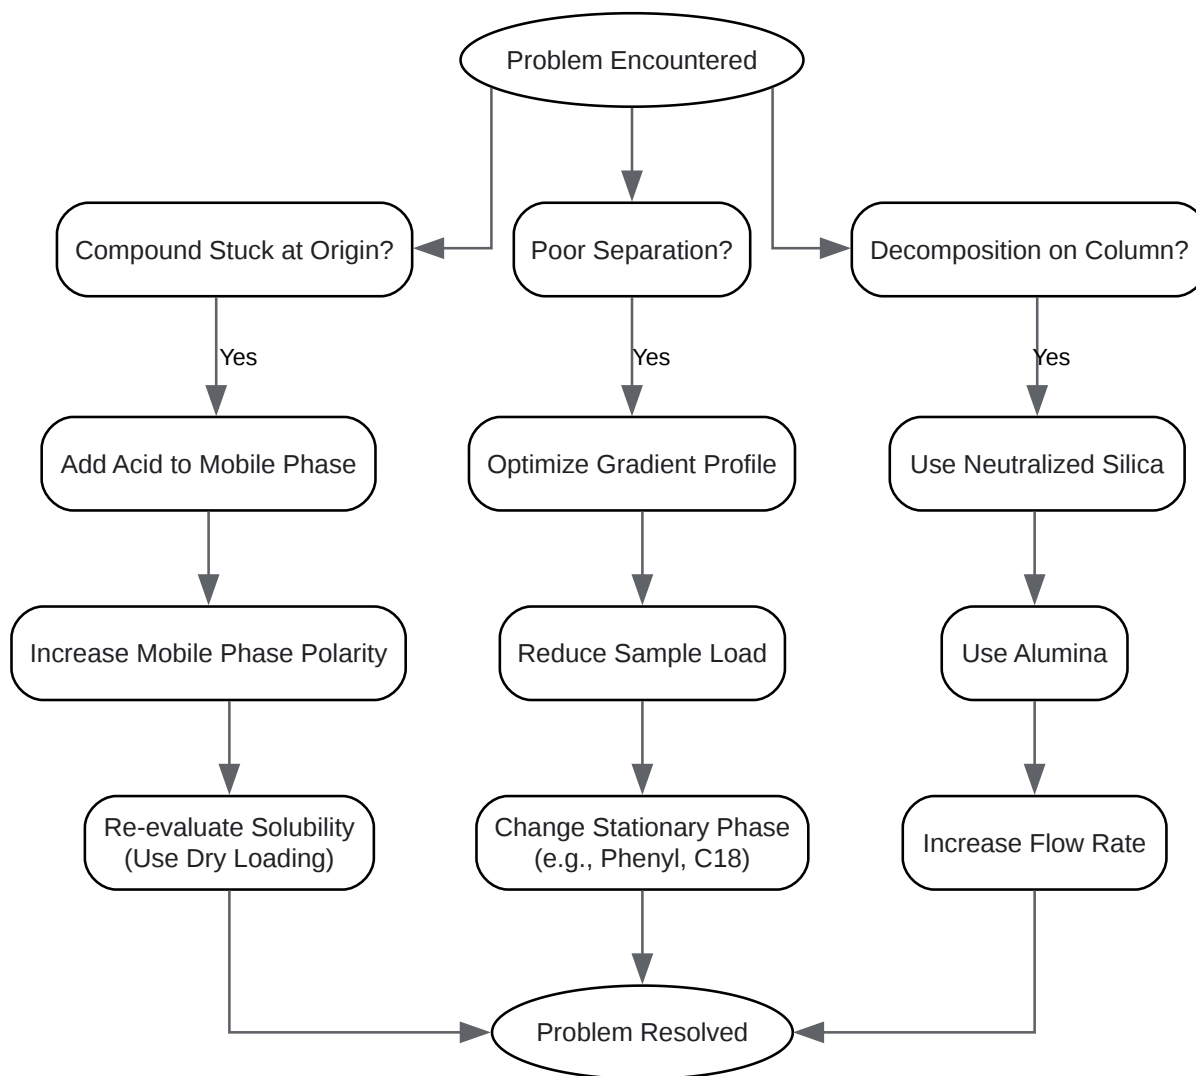 Problem Encountered
Compound Stuck at Origin?
Poor Separation?
Decomposition on Column?
Yes
Yes
Yes
Add Acid to Mobile Phase
Optimize Gradient Profile
Use Neutralized Silica
Increase Mobile Phase Polarity
Reduce Sample Load
Use Alumina
Re-evaluate Solubility
(Use Dry Loading)
Change Stationary Phase
(e.g., Phenyl, C18)
Increase Flow Rate
Problem Resolved